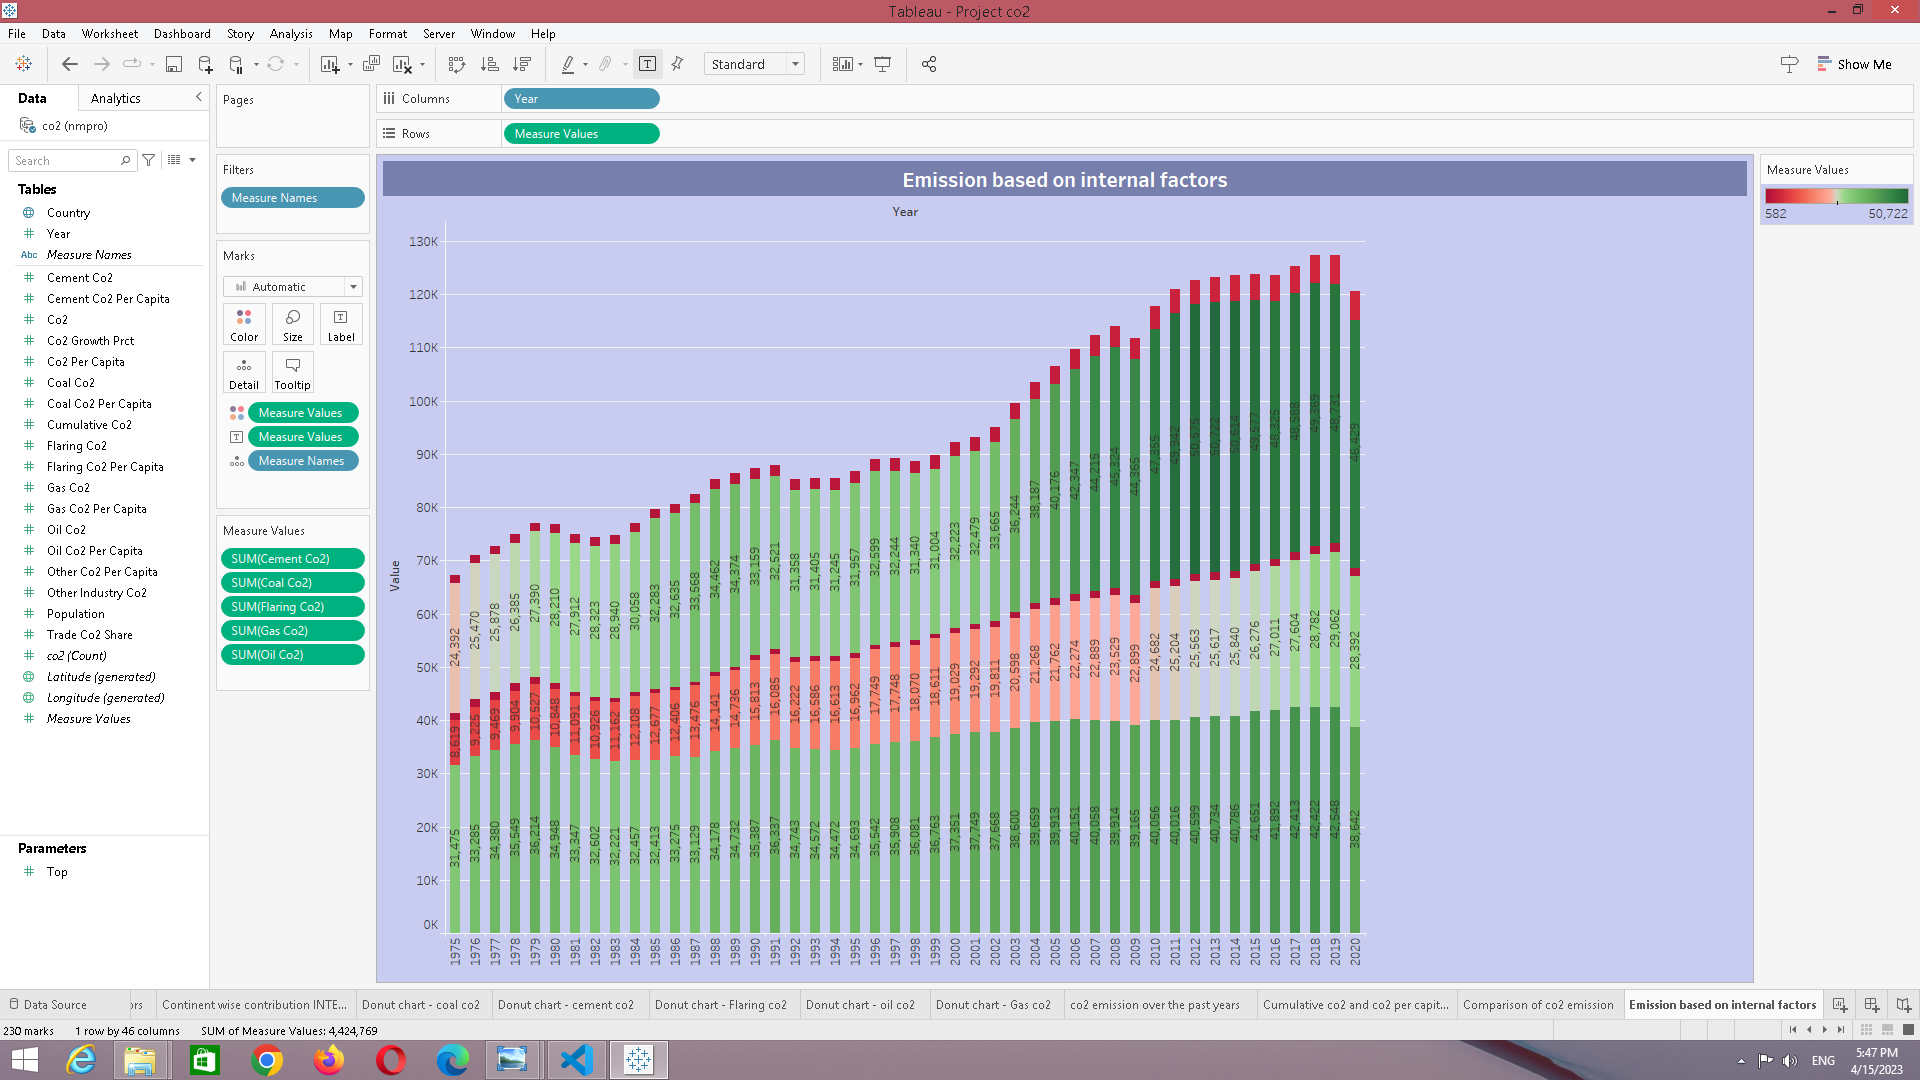 Tableau - Project co2
File Data Worksheet Dashboard Story Analysis Map Format Server Window Help
Standard
Show Me
Data Analytics
co2 (nmpro)
Search
Tables
Country
Year
Abc Measure Names
Cement Co2
Cement Co2 Per Capita
Co2
Co2 Growth Prct
Co2 Per Capita
Coal Co2
Coal Co2 Per Capita
Cumulative Co2
Flaring Co2
Flaring Co2 Per Capita
Gas Co2
Gas Co2 Per Capita
Oil Co2
Oil Co2 Per Capita
Other Co2 Per Capita
Other Industry Co2
Population
Trade Co2 Share
co2 (Count)
Latitude (generated)
Longitude (generated)
Measure Values
Parameters
Top
Pages
Filters
Measure Names
Marks
Automatic
Color Size Label
Detail Tooltip
Measure Values
Measure Values
Measure Names
Measure Values
SUM(Cement Co2)
SUM(Coal Co2)
SUM(Flaring Co2)
SUM(Gas Co2)
SUM(Oil Co2)
Columns Year
Rows Measure Values
Emission based on internal factors
Year
Value
130K
120K
110K
100K
90K
80K
70K
60K
50K
40K
30K
20K
10K
0K
24,392 25,470 25,878 26,385 27,390 28,210 27,912 28,323 28,940 30,058 32,283 32,635 33,568 34,462 34,374 33,159 32,521 31,358 31,405 31,245 31,957 32,599 32,244 31,340 31,004 32,223 32,479 33,665 36,244 38,187 40,176 42,347 44,215 45,324 44,365 47,355 49,942 50,575 50,722 50,614 49,577 48,325 48,588 49,369 48,731 46,429
8,619 9,225 9,469 9,904 10,527 10,848 11,091 10,926 11,162 12,108 12,677 12,406 13,476 14,141 14,736 15,813 16,085 16,222 16,586 16,613 16,962 17,749 17,748 18,070 18,611 19,029 19,292 19,811 20,598 21,268 21,762 22,274 22,889 23,529 22,899 24,682 25,204 25,563 25,617 25,840 26,276 27,011 27,604 28,782 29,062 28,392
31,475 33,285 34,380 35,549 36,214 34,948 33,347 32,602 32,221 32,457 32,413 33,275 33,129 34,178 34,732 35,387 36,337 34,743 34,572 34,472 34,693 35,542 35,908 36,081 36,763 37,351 37,749 37,668 38,600 39,659 39,913 40,151 40,058 39,914 39,165 40,056 40,016 40,599 40,734 40,786 41,651 41,892 42,413 42,422 42,548 38,642
1975 1976 1977 1978 1979 1980 1981 1982 1983 1984 1985 1986 1987 1988 1989 1990 1991 1992 1993 1994 1995 1996 1997 1998 1999 2000 2001 2002 2003 2004 2005 2006 2007 2008 2009 2010 2011 2012 2013 2014 2015 2016 2017 2018 2019 2020
Measure Values
582 50,722
Data Source ors Continent wise contribution INTE... Donut chart - coal co2 Donut chart - cement co2 Donut chart - Flaring co2 Donut chart - oil co2 Donut chart - Gas co2 co2 emission over the past years Cumulative co2 and co2 per capit... Comparison of co2 emission Emission based on internal factors
230 marks 1 row by 46 columns SUM of Measure Values: 4,424,769
ENG
5:47 PM
4/15/2023